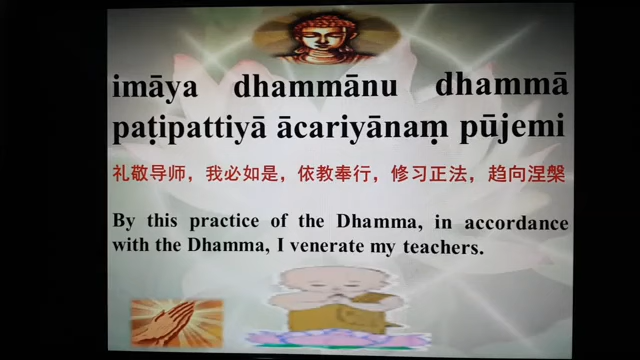 imāya dhammānu dhammā
paṭipattiyā ācariyānaṃ pūjemi
礼敬导师，我必如是，依教奉行，修习正法，趋向涅槃
By this practice of the Dhamma, in accordance
with the Dhamma, I venerate my teachers.